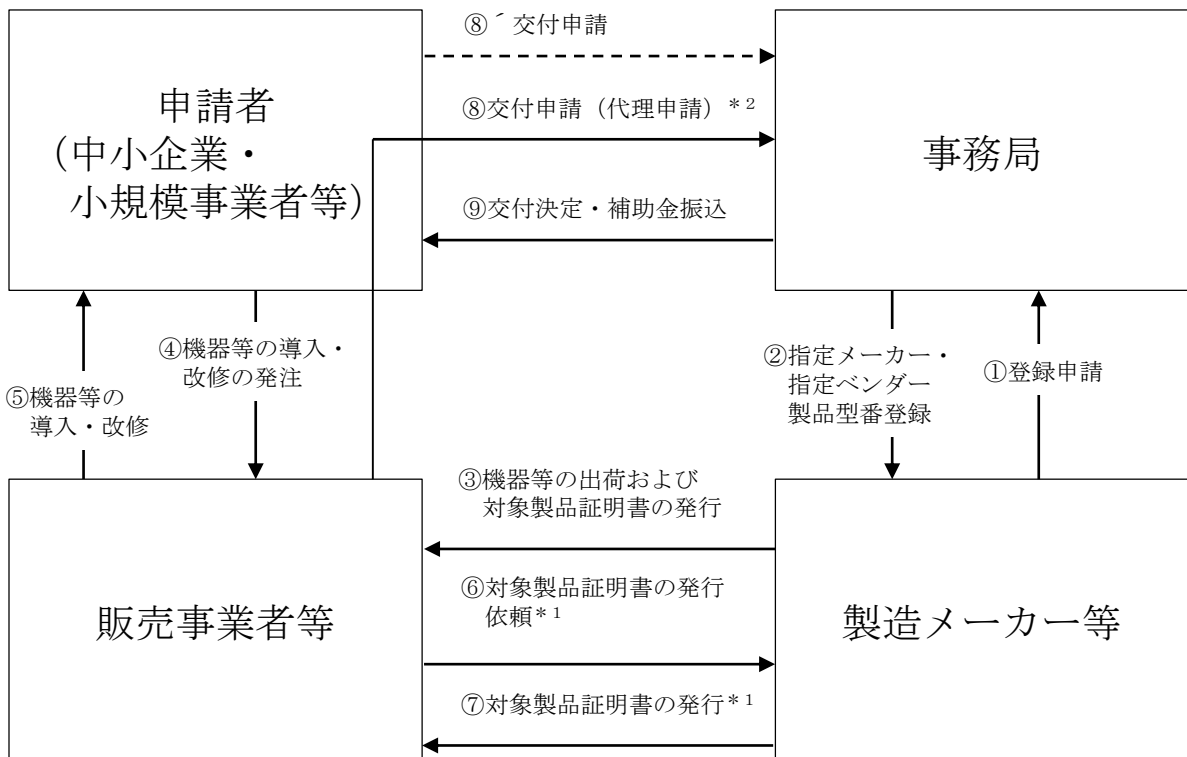 ⑧´交付申請
⑧交付申請（代理申請）＊２
⑨交付決定・補助金振込
申請者
（中小企業・
小規模事業者等）
事務局
④機器等の導入・
改修の発注
⑤機器等の
導入・改修
②指定メーカー・
指定ベンダー
製品型番登録
①登録申請
③機器等の出荷および
対象製品証明書の発行
⑥対象製品証明書の発行
依頼＊１
⑦対象製品証明書の発行＊１
販売事業者等
製造メーカー等